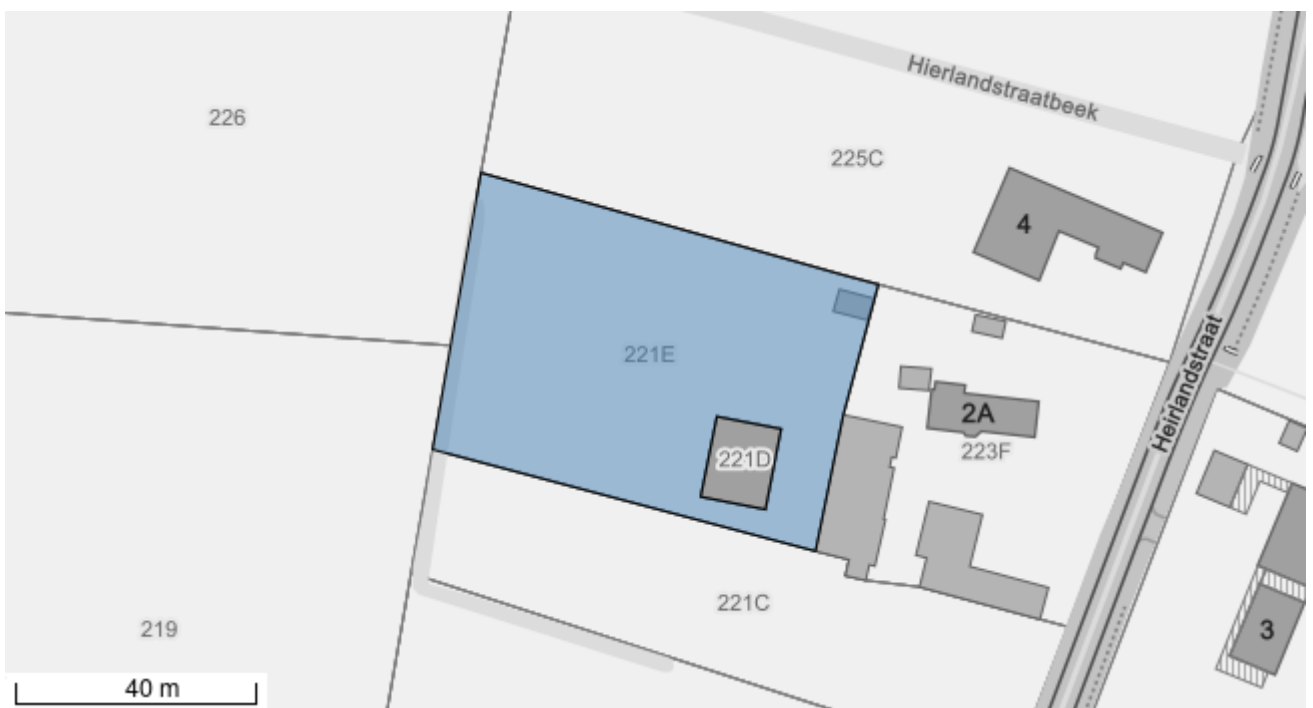 Hierlandstraatbeek
226
225C
4
Heirlandstraat
221E
2A
223F
221D
221C
219
3
40 m